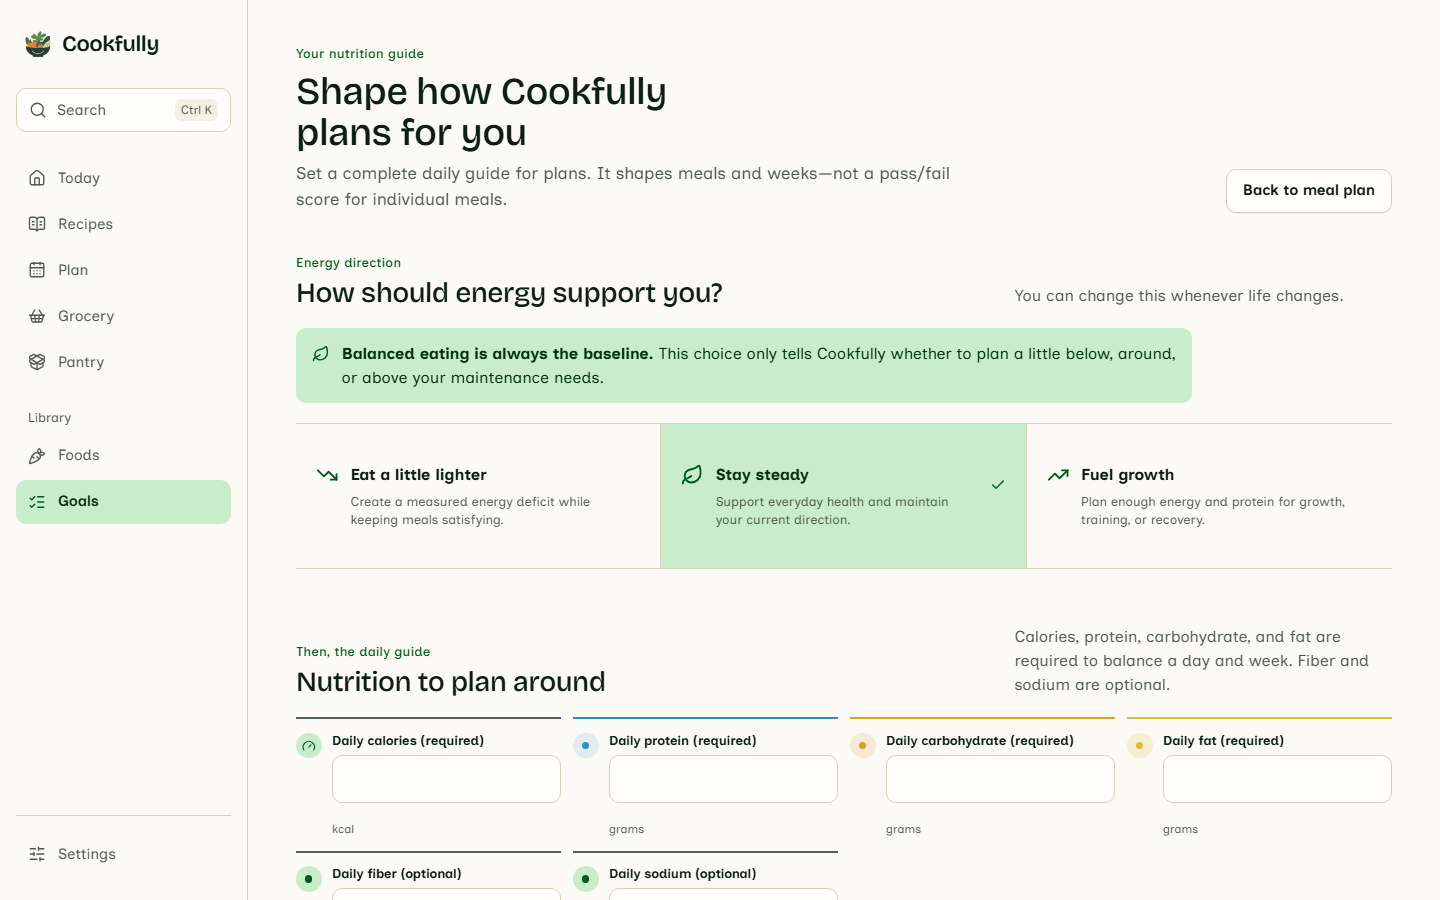 Cookfully
Search
Ctrl K
Today
Recipes
Plan
Grocery
Pantry
Library
Foods
Goals
Settings
Your nutrition guide
Shape how Cookfully
plans for you
Set a complete daily guide for plans. It shapes meals and weeks—not a pass/fail
score for individual meals.
Back to meal plan
Energy direction
How should energy support you?
You can change this whenever life changes.
Balanced eating is always the baseline. This choice only tells Cookfully whether to plan a little below, around,
or above your maintenance needs.
Eat a little lighter
Create a measured energy deficit while
keeping meals satisfying.
Stay steady
Support everyday health and maintain
your current direction.
Fuel growth
Plan enough energy and protein for growth,
training, or recovery.
Then, the daily guide
Nutrition to plan around
Calories, protein, carbohydrate, and fat are
required to balance a day and week. Fiber and
sodium are optional.
Daily calories (required)
kcal
Daily protein (required)
grams
Daily carbohydrate (required)
grams
Daily fat (required)
grams
Daily fiber (optional)
Daily sodium (optional)